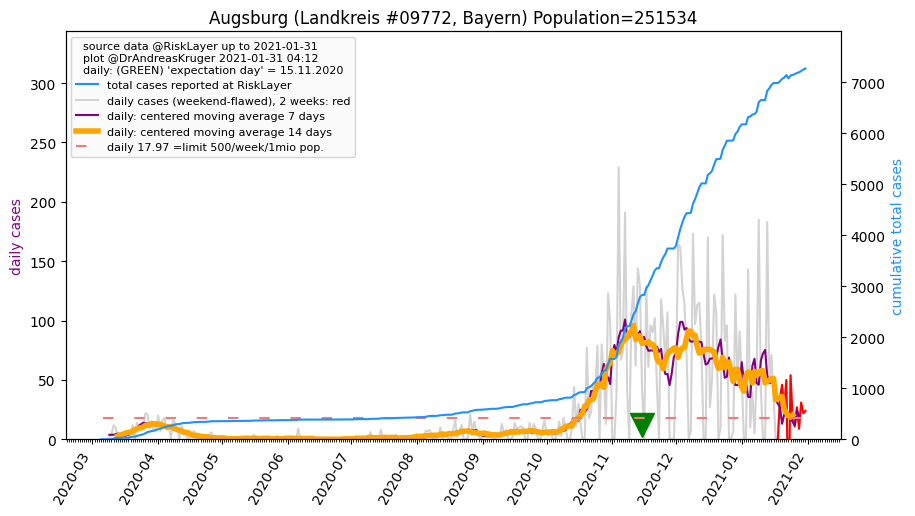 Augsburg (Landkreis #09772, Bayern) Population=251534
source data @RiskLayer up to 2021-01-31
plot @DrAndreasKruger 2021-01-31 04:12
daily: (GREEN) 'expectation day' = 15.11.2020
total cases reported at RiskLayer
daily cases (weekend-flawed), 2 weeks: red
daily: centered moving average 7 days
daily: centered moving average 14 days
daily 17.97 =limit 500/week/1mio pop.
daily cases
300
250
200
150
100
50
0
7000
6000
5000
4000
3000
2000
1000
0
cumulative total cases
2020-03
2020-04
2020-05
2020-06
2020-07
2020-08
2020-09
2020-10
2020-11
2020-12
2021-01
2021-02